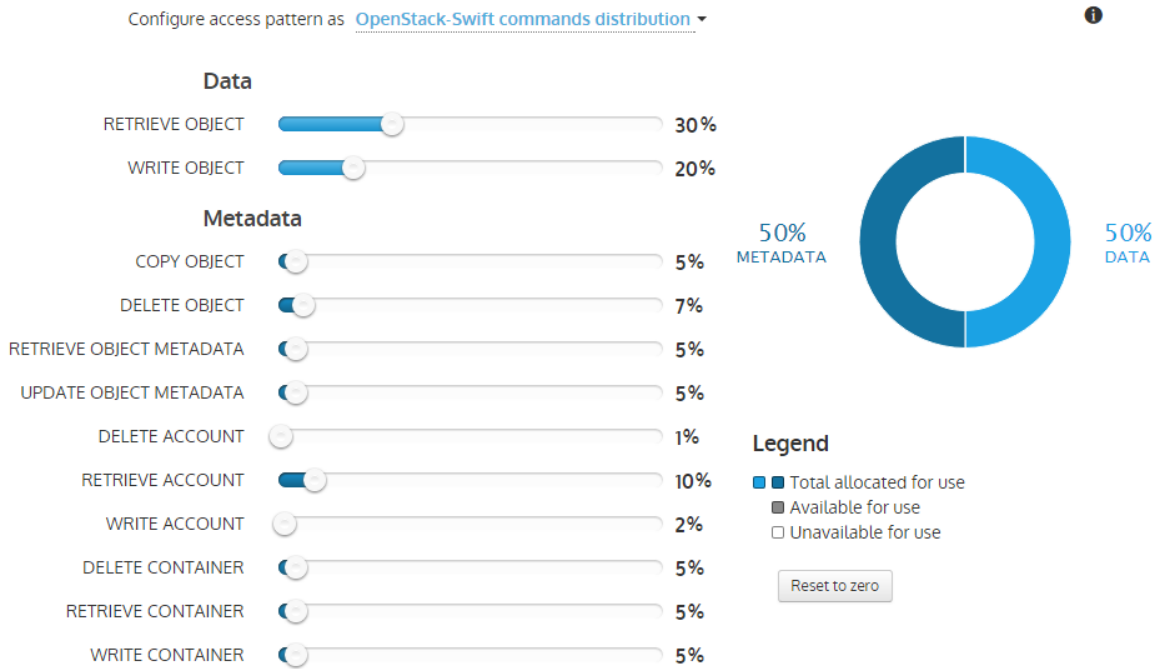 Configure access pattern as OpenStack-Swift commands distribution
Data
RETRIEVE OBJECT 30%
WRITE OBJECT 20%
Metadata
COPY OBJECT 5%
DELETE OBJECT 7%
RETRIEVE OBJECT METADATA 5%
UPDATE OBJECT METADATA 5%
DELETE ACCOUNT 1%
RETRIEVE ACCOUNT 10%
WRITE ACCOUNT 2%
DELETE CONTAINER 5%
RETRIEVE CONTAINER 5%
WRITE CONTAINER 5%
50%
METADATA
50%
DATA
Legend
Total allocated for use
Available for use
Unavailable for use
Reset to zero